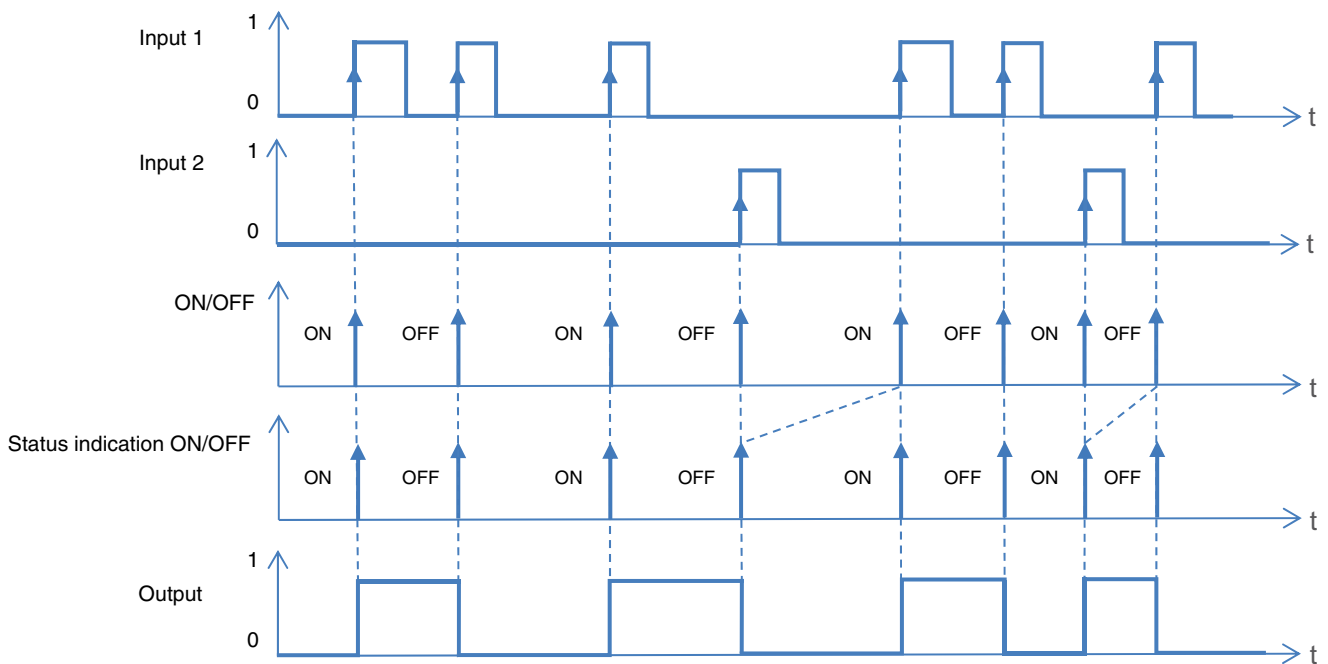 1
Input 1
0
t
1
Input 2
0
t
ON/OFF
ON OFF ON OFF ON OFF ON OFF
t
Status indication ON/OFF
ON OFF ON OFF ON OFF ON OFF
t
1
Output
0
t